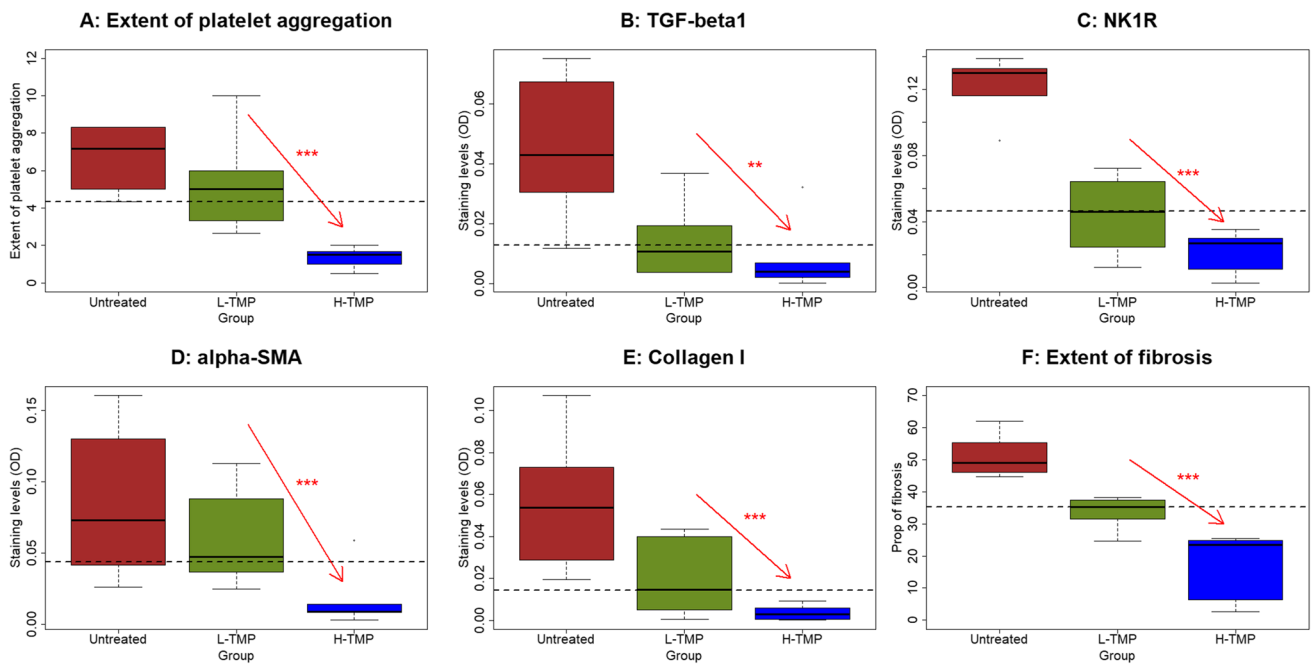 A: Extent of platelet aggregation
Extent of platelet aggregation
12
10
8
6
4
2
0
***
Untreated L-TMP H-TMP
Group
B: TGF-beta1
Staining levels (OD)
0.06
0.04
0.02
0.00
**
Untreated L-TMP H-TMP
Group
C: NK1R
Staining levels (OD)
0.12
0.08
0.04
0.00
***
Untreated L-TMP H-TMP
Group
D: alpha-SMA
Staining levels (OD)
0.15
0.10
0.05
0.00
***
Untreated L-TMP H-TMP
Group
E: Collagen I
Staining levels (OD)
0.10
0.08
0.06
0.04
0.02
0.00
***
Untreated L-TMP H-TMP
Group
F: Extent of fibrosis
Prop of fibrosis
70
60
50
40
30
20
10
0
***
Untreated L-TMP H-TMP
Group